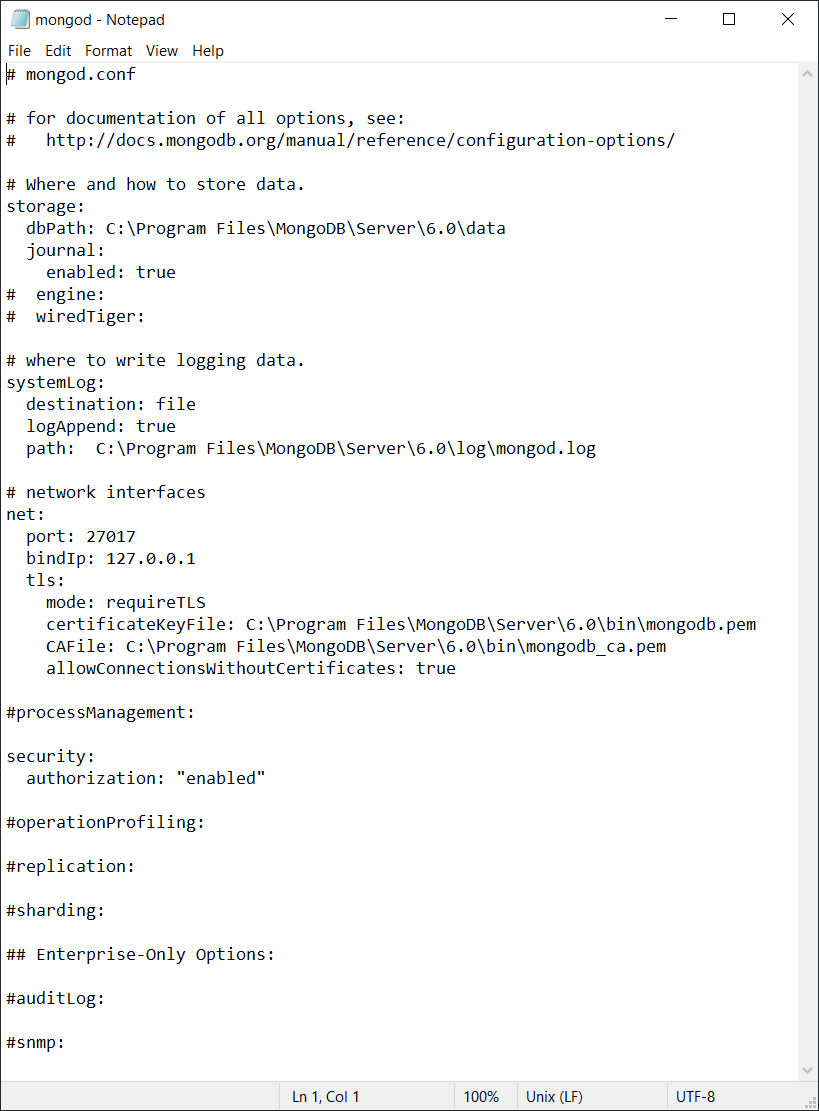 mongod - Notepad
File Edit Format View Help
# mongod.conf
# for documentation of all options, see:
#   http://docs.mongodb.org/manual/reference/configuration-options/
# Where and how to store data.
storage:
  dbPath: C:\Program Files\MongoDB\Server\6.0\data
  journal:
    enabled: true
#  engine:
#  wiredTiger:
# where to write logging data.
systemLog:
  destination: file
  logAppend: true
  path:  C:\Program Files\MongoDB\Server\6.0\log\mongod.log
# network interfaces
net:
  port: 27017
  bindIp: 127.0.0.1
  tls:
    mode: requireTLS
    certificateKeyFile: C:\Program Files\MongoDB\Server\6.0\bin\mongodb.pem
    CAFile: C:\Program Files\MongoDB\Server\6.0\bin\mongodb_ca.pem
    allowConnectionsWithoutCertificates: true
#processManagement:
security:
  authorization: "enabled"
#operationProfiling:
#replication:
#sharding:
## Enterprise-Only Options:
#auditLog:
#snmp:
Ln 1, Col 1 100% Unix (LF) UTF-8